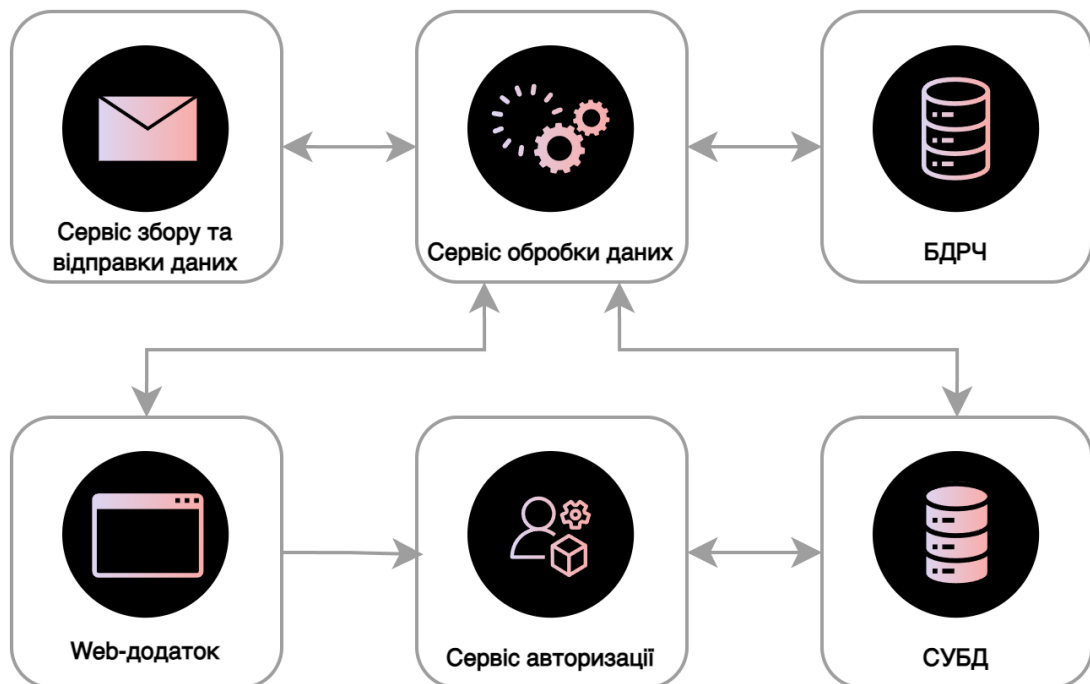 Сервіс збору та
відправки даних
Сервіс обробки даних
БДРЧ
Web-додаток
Сервіс авторизації
СУБД